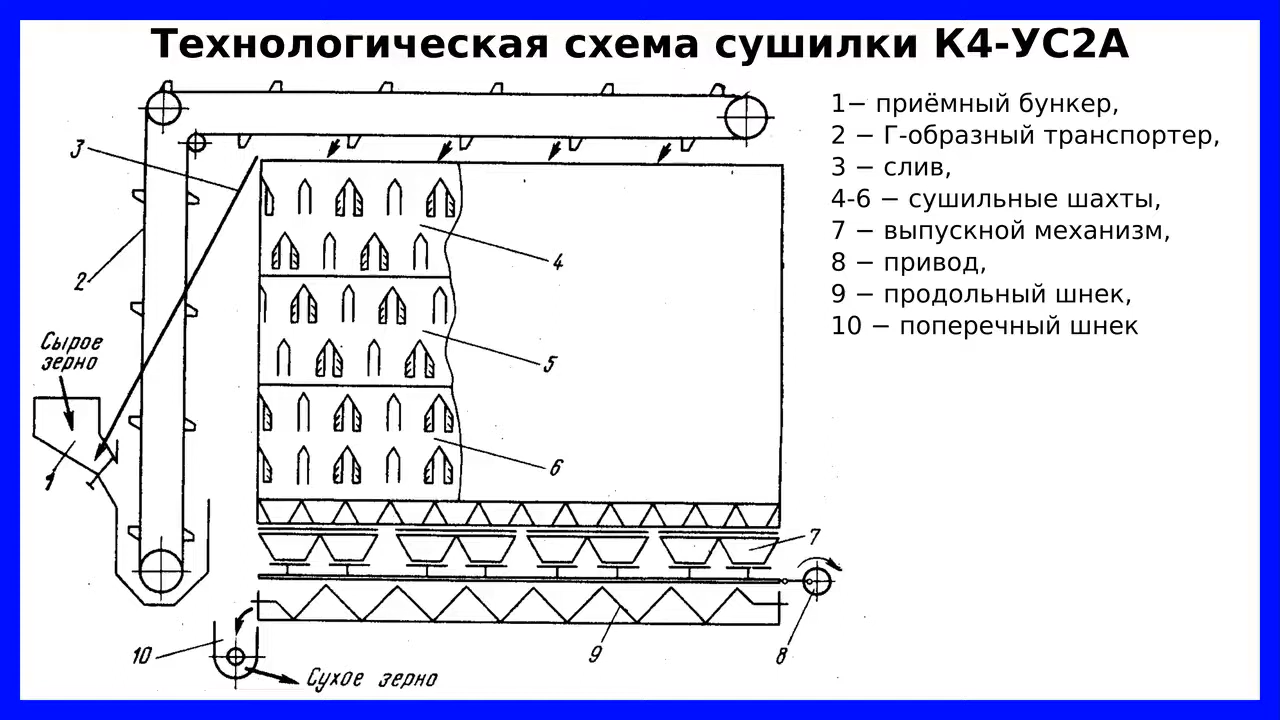 Технологическая схема сушилки К4-УС2А
1− приёмный бункер,
2 − Г-образный транспортер,
3 − слив,
4-6 − сушильные шахты,
7 − выпускной механизм,
8 − привод,
9 − продольный шнек,
10 − поперечный шнек
3
4
2
Сырое
зерно
5
1
6
7
10
9
8
Сухое зерно